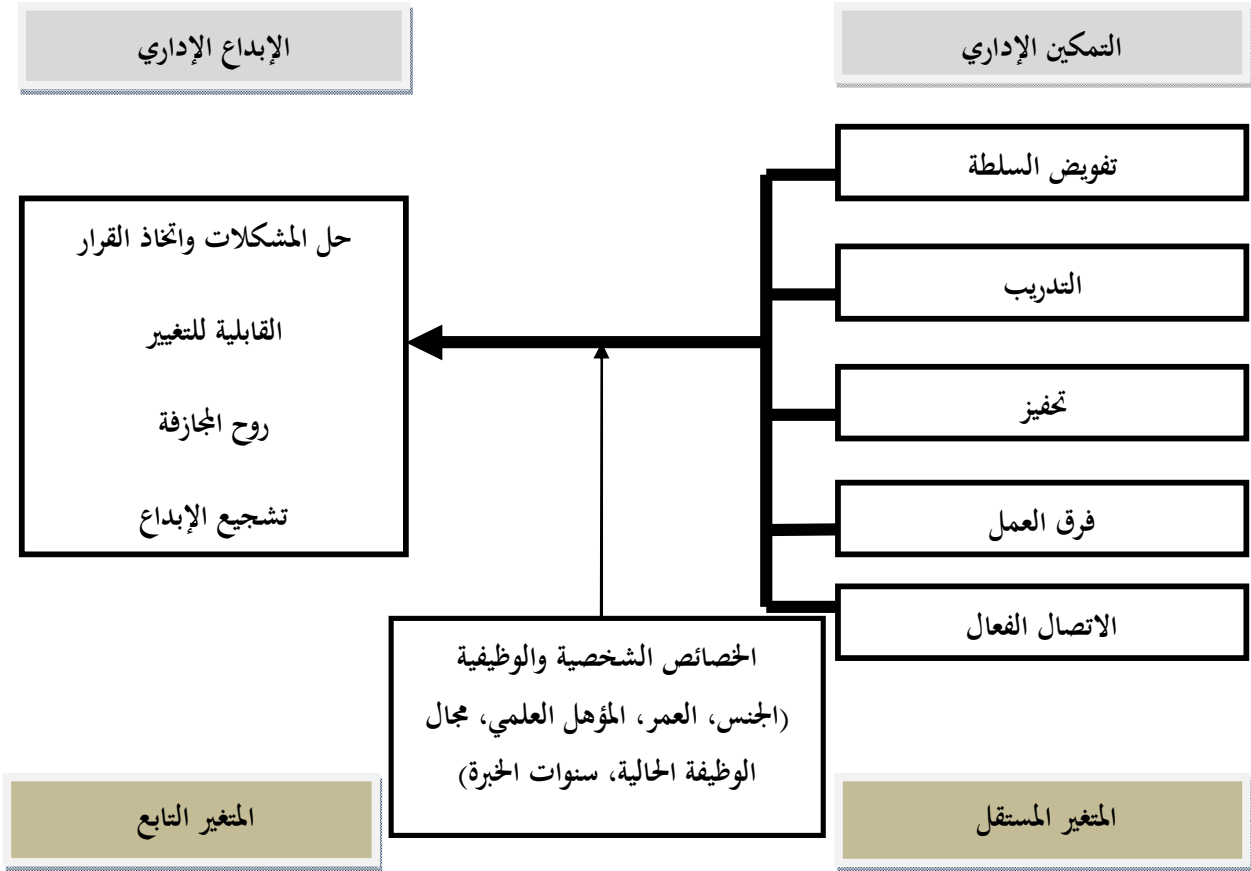 التمكين الإداري
الإبداع الإداري
تفويض السلطة
التدريب
تحفيز
فرق العمل
الاتصال الفعال
حل المشكلات واتخاذ القرار
القابلية للتغيير
روح المجازفة
تشجيع الإبداع
الخصائص الشخصية والوظيفية
(الجنس، العمر، المؤهل العلمي، مجال
الوظيفة الحالية، سنوات الخبرة)
المتغير المستقل
المتغير التابع